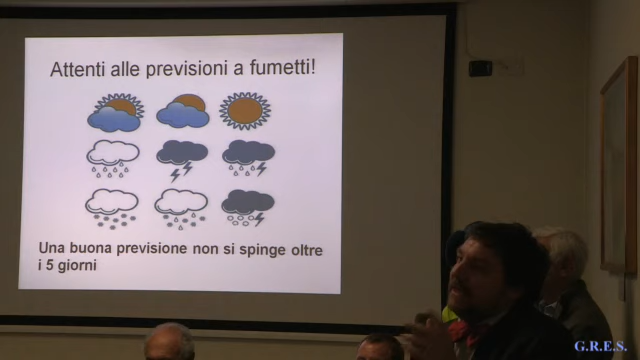 Attenti alle previsioni a fumetti!
Una buona previsione non si spinge oltre
i 5 giorni
G.R.E.S.